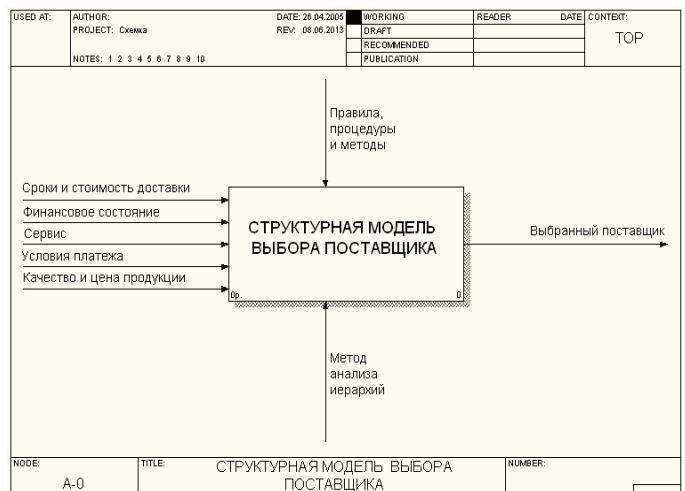 USED AT:
AUTHOR:
DATE: 26.04.2005
WORKING
READER
DATE
CONTEXT:
PROJECT: Схемка
REV: 08.06.2013
DRAFT
TOP
RECOMMENDED
NOTES: 1 2 3 4 5 6 7 8 9 10
PUBLICATION
Правила,
процедуры
и методы
Сроки и стоимость доставки
Финансовое состояние
Сервис
Условия платежа
Качество и цена продукции
СТРУКТУРНАЯ МОДЕЛЬ
ВЫБОРА ПОСТАВЩИКА
0р.
0
Выбранный поставщик
Метод
анализа
иерархий
NODE:
A-0
TITLE:
СТРУКТУРНАЯ МОДЕЛЬ ВЫБОРА
ПОСТАВЩИКА
NUMBER: